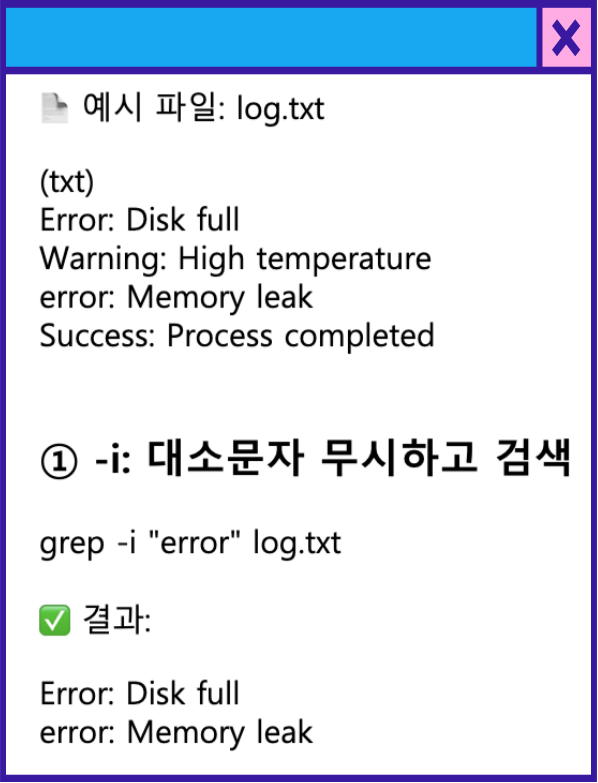 예시 파일: log.txt
(txt)
Error: Disk full
Warning: High temperature
error: Memory leak
Success: Process completed
① -i: 대소문자 무시하고 검색
grep -i "error" log.txt
✅ 결과:
Error: Disk full
error: Memory leak